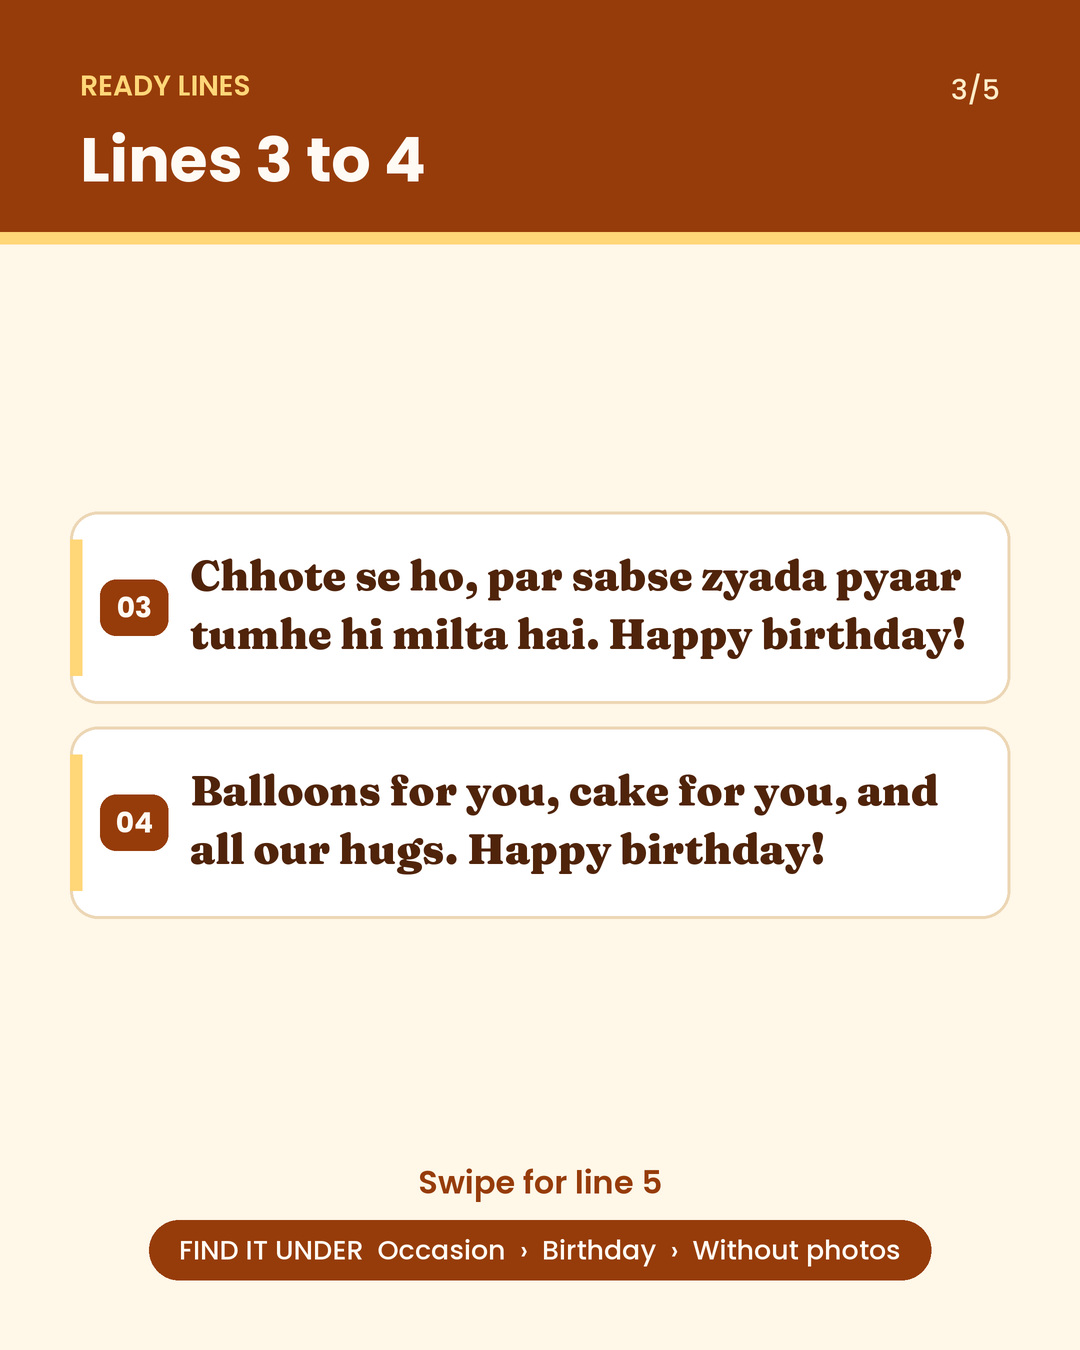 READY LINES
3/5
Lines 3 to 4
03
Chhote se ho, par sabse zyada pyaar
tumhe hi milta hai. Happy birthday!
04
Balloons for you, cake for you, and
all our hugs. Happy birthday!
Swipe for line 5
FIND IT UNDER Occasion › Birthday › Without photos